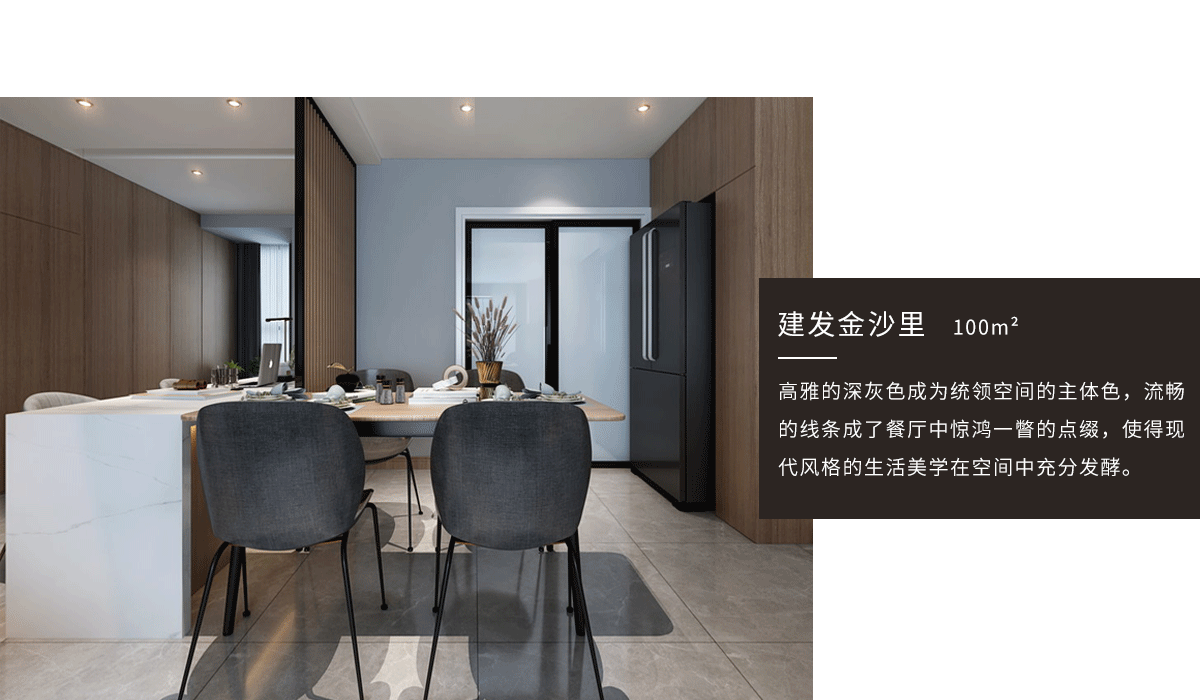 建发金沙里 100m²
高雅的深灰色成为统领空间的主体色，流畅
的线条成了餐厅中惊鸿一瞥的点缀，使得现
代风格的生活美学在空间中充分发酵。